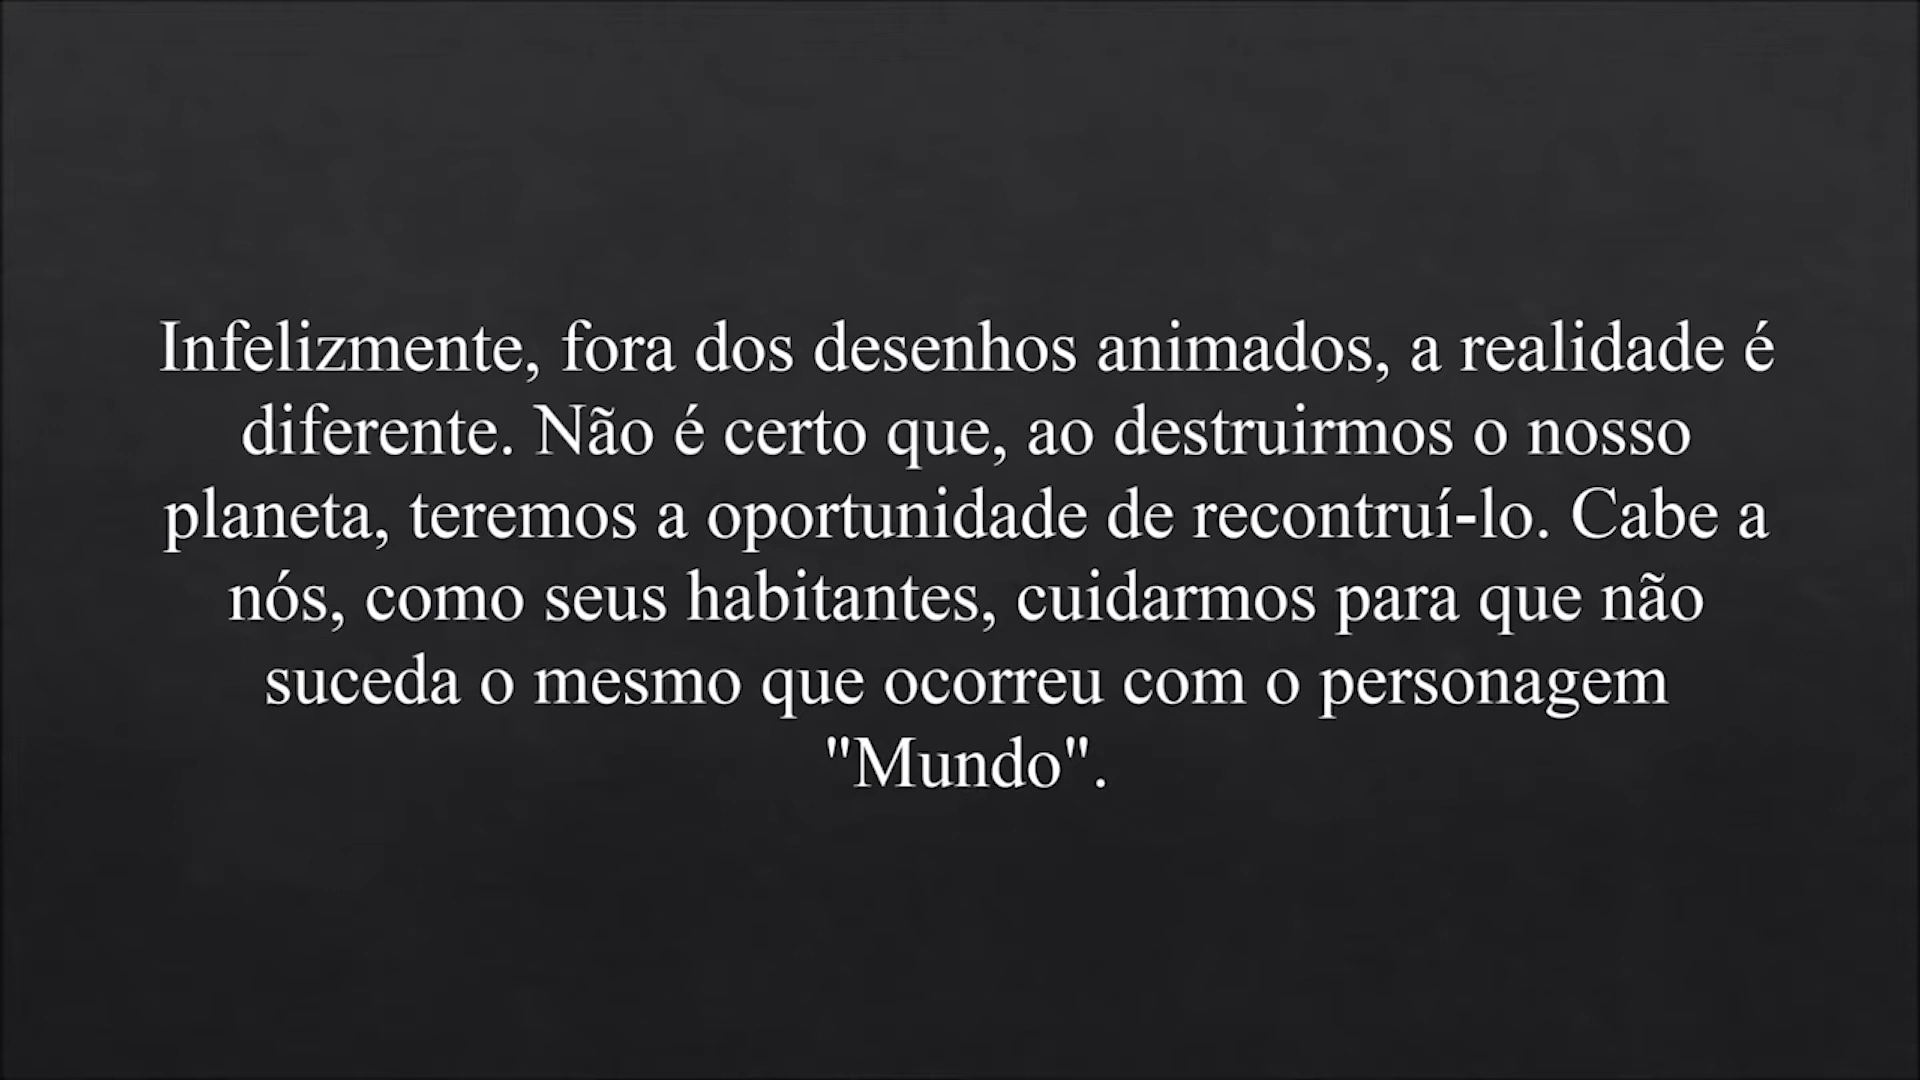 Infelizmente, fora dos desenhos animados, a realidade é
diferente. Não é certo que, ao destruirmos o nosso
planeta, teremos a oportunidade de recontruí-lo. Cabe a
nós, como seus habitantes, cuidarmos para que não
suceda o mesmo que ocorreu com o personagem
"Mundo".